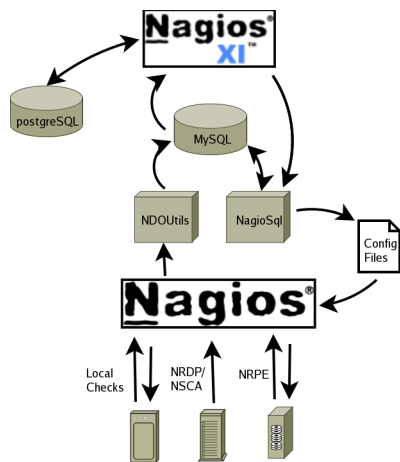 Nagios®
XI™
postgreSQL
MySQL
NDOUtils
NagioSql
Config
Files
Nagios®
Local
Checks
NRDP/
NSCA
NRPE